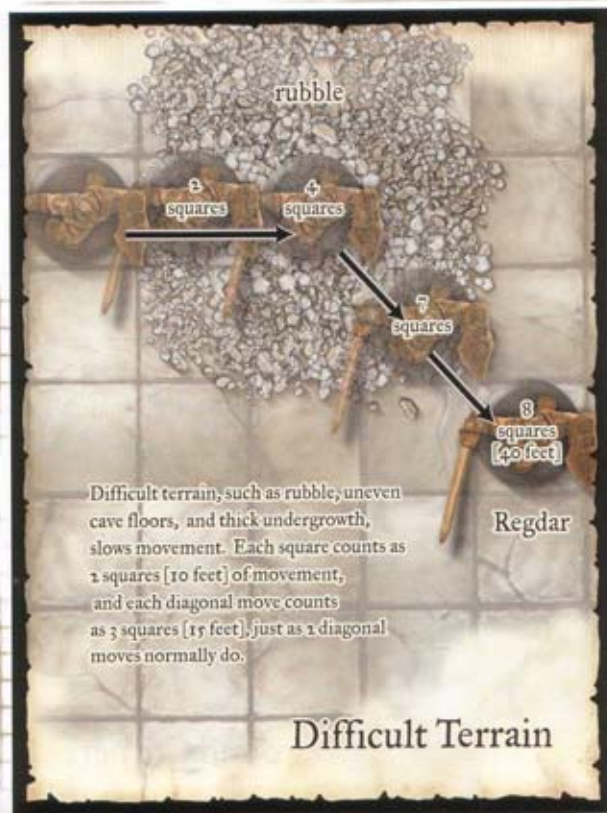 rubble
2
squares
4
squares
7
squares
8
squares
[40 feet]
Regdar
Difficult terrain, such as rubble, uneven
cave floors, and thick undergrowth,
slows movement. Each square counts as
2 squares [10 feet] of movement,
and each diagonal move counts
as 3 squares [15 feet], just as 2 diagonal
moves normally do.
Difficult Terrain